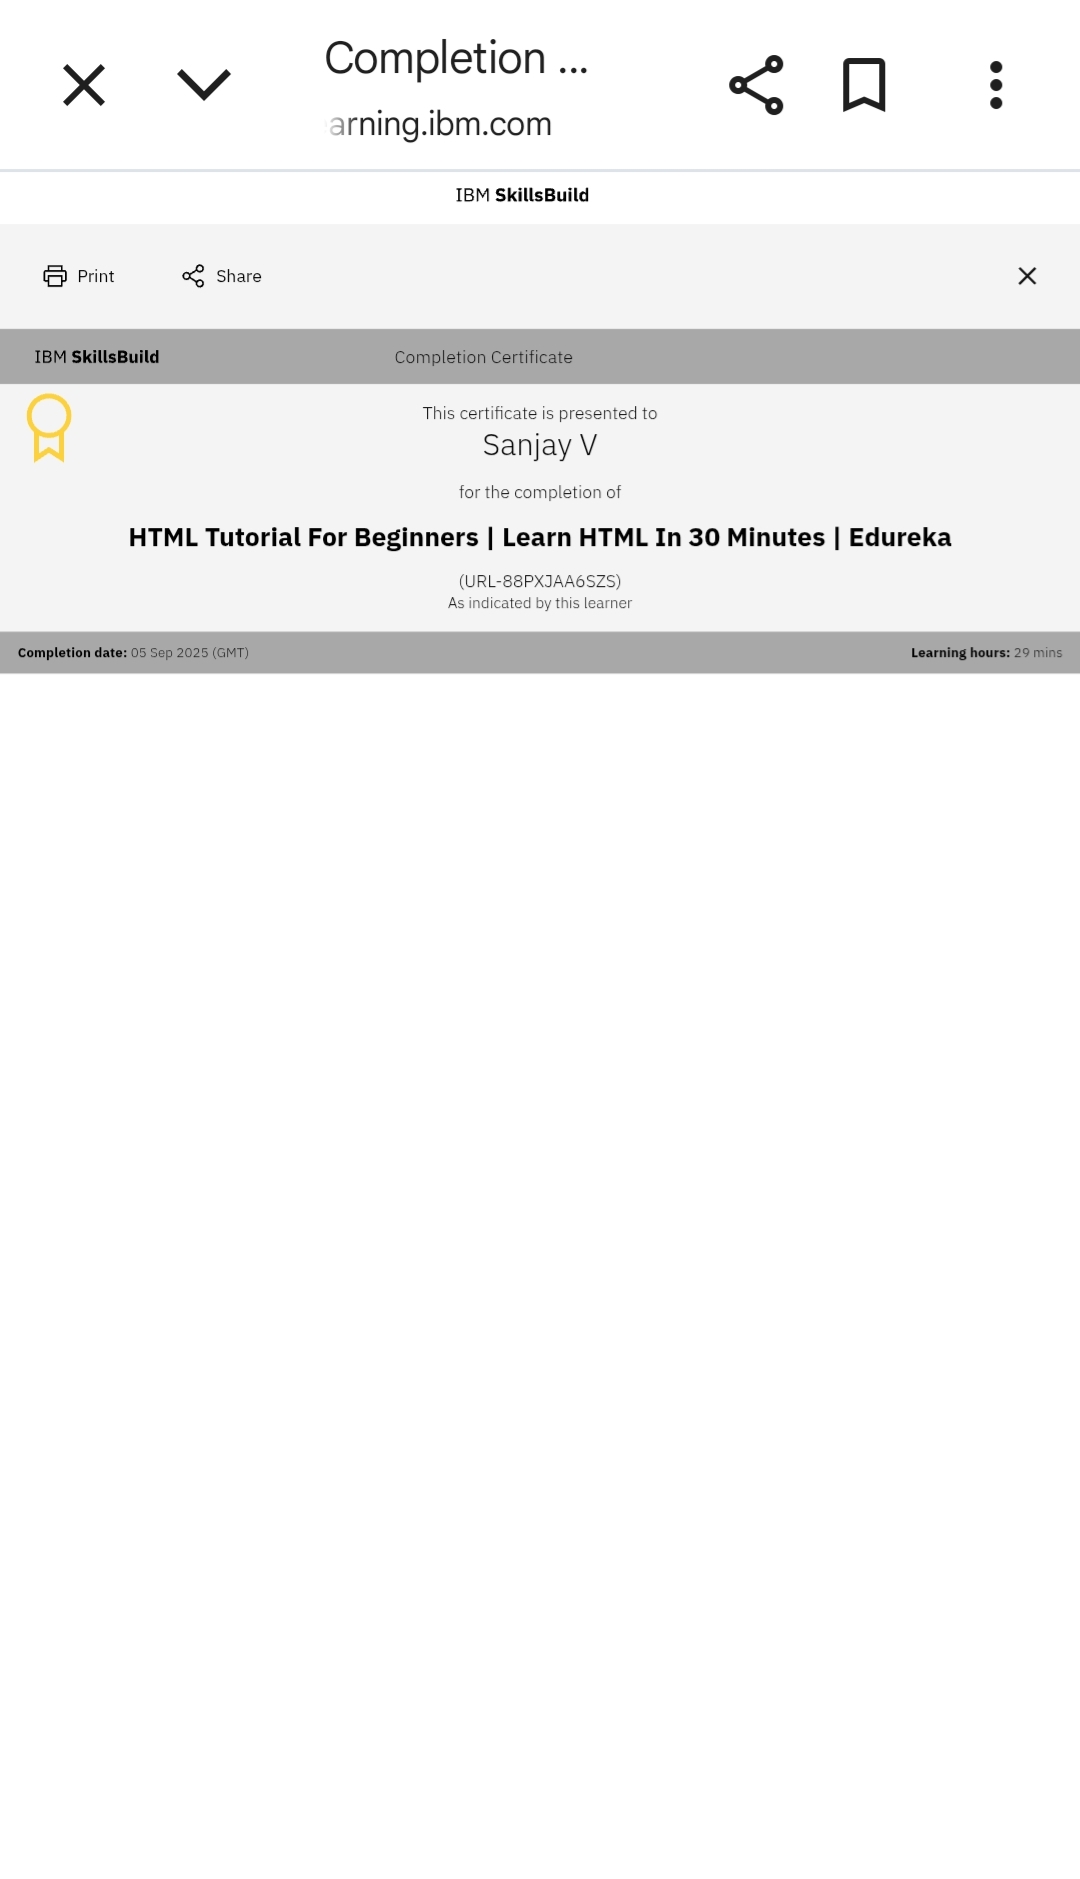 Completion ...
arning.ibm.com
IBM SkillsBuild
Print Share
IBM SkillsBuild Completion Certificate
This certificate is presented to
Sanjay V
for the completion of
HTML Tutorial For Beginners | Learn HTML In 30 Minutes | Edureka
(URL-88PXJAA6SZS)
As indicated by this learner
Completion date: 05 Sep 2025 (GMT) Learning hours: 29 mins